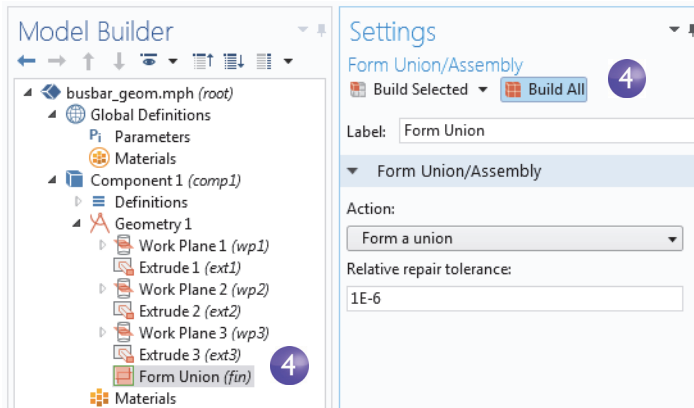 Model Builder
busbar_geom.mph (root)
Global Definitions
Pi Parameters
Materials
Component 1 (comp1)
Definitions
Geometry 1
Work Plane 1 (wp1)
Extrude 1 (ext1)
Work Plane 2 (wp2)
Extrude 2 (ext2)
Work Plane 3 (wp3)
Extrude 3 (ext3)
Form Union (fin)
4
Materials
Settings
Form Union/Assembly
Build Selected
Build All
4
Label: Form Union
Form Union/Assembly
Action:
Form a union
Relative repair tolerance:
1E-6